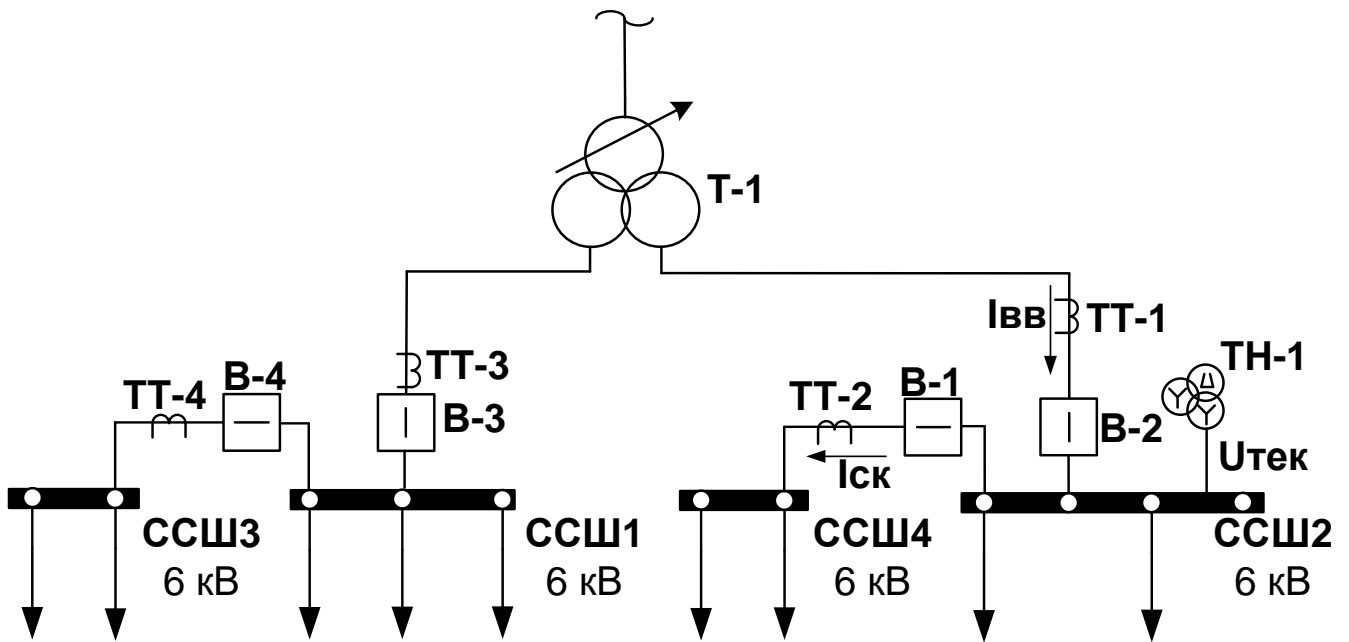 Т-1
Iвв
ТТ-1
ТН-1
ТТ-3
В-4
ТТ-4
В-3
В-1
ТТ-2
В-2
Uтек
Iск
ССШ3
6 кВ
ССШ1
6 кВ
ССШ4
6 кВ
ССШ2
6 кВ